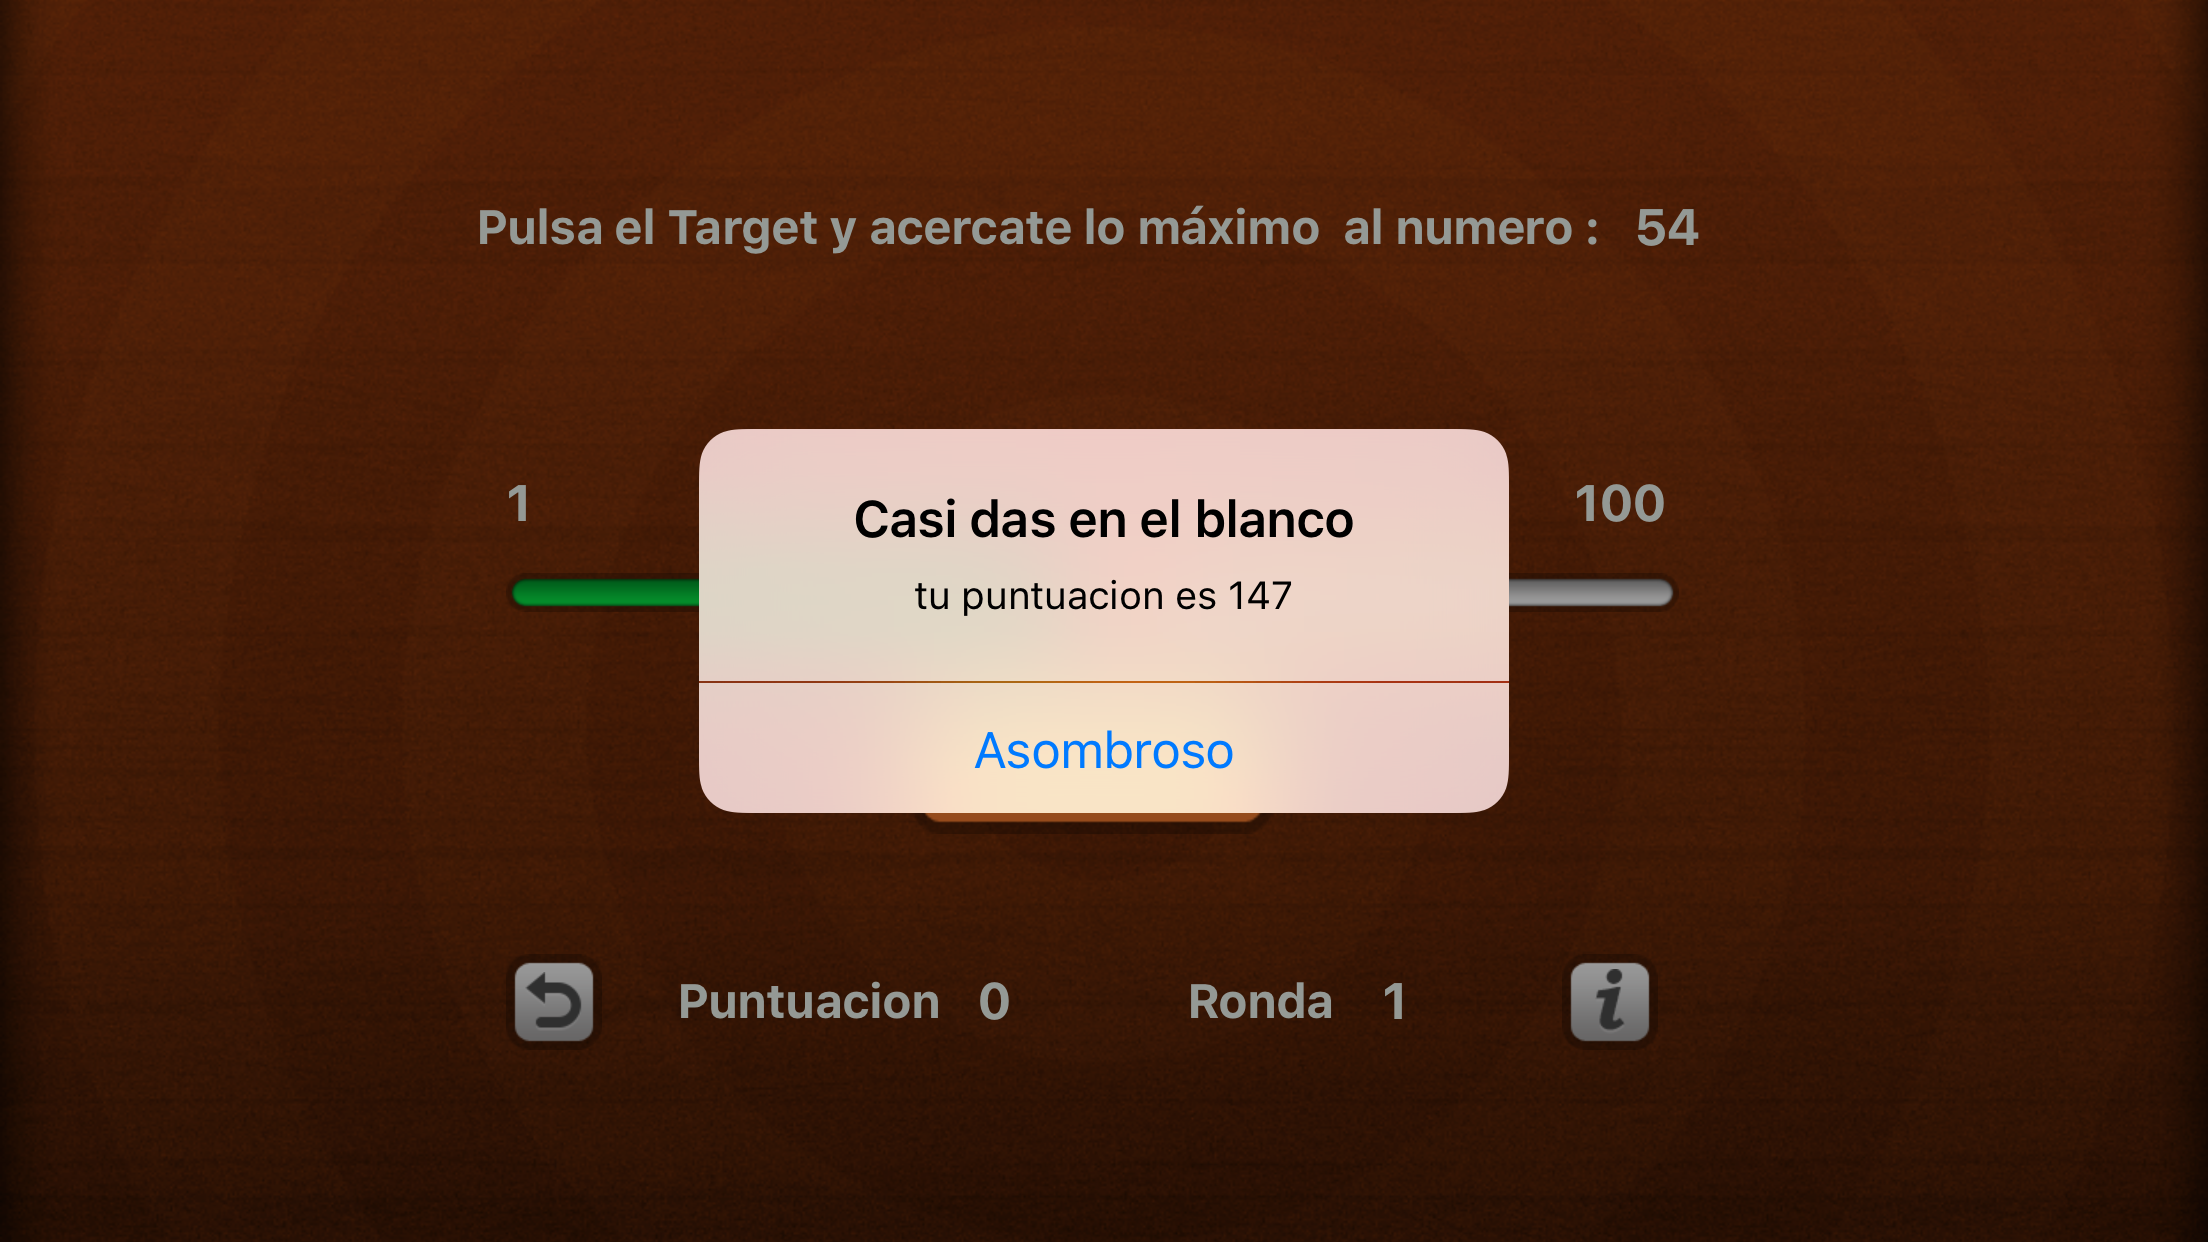 Pulsa el Target y acercate lo máximo al numero : 54
1
100
Casi das en el blanco
tu puntuacion es 147
Asombroso
Puntuacion 0 Ronda 1